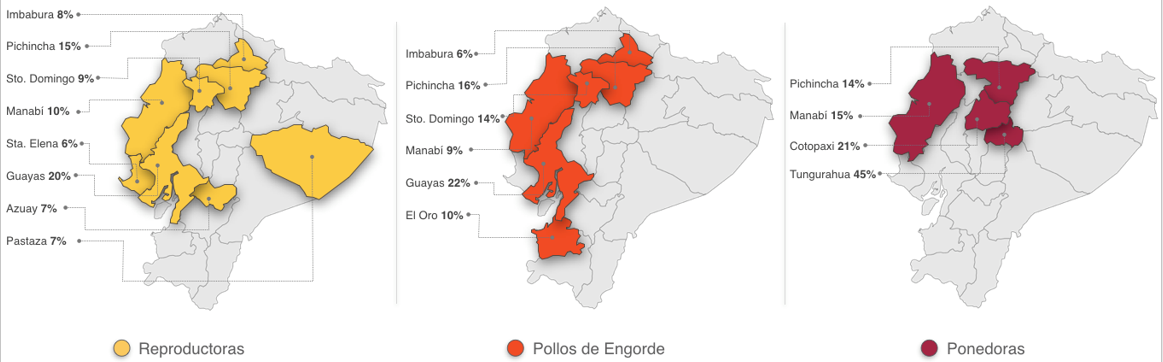 Imbabura 8%
Pichincha 15%
Sto. Domingo 9%
Manabí 10%
Sta. Elena 6%
Guayas 20%
Azuay 7%
Pastaza 7%
Reproductoras
Imbabura 6%
Pichincha 16%
Sto. Domingo 14%
Manabí 9%
Guayas 22%
El Oro 10%
Pollos de Engorde
Pichincha 14%
Manabí 15%
Cotopaxi 21%
Tungurahua 45%
Ponedoras